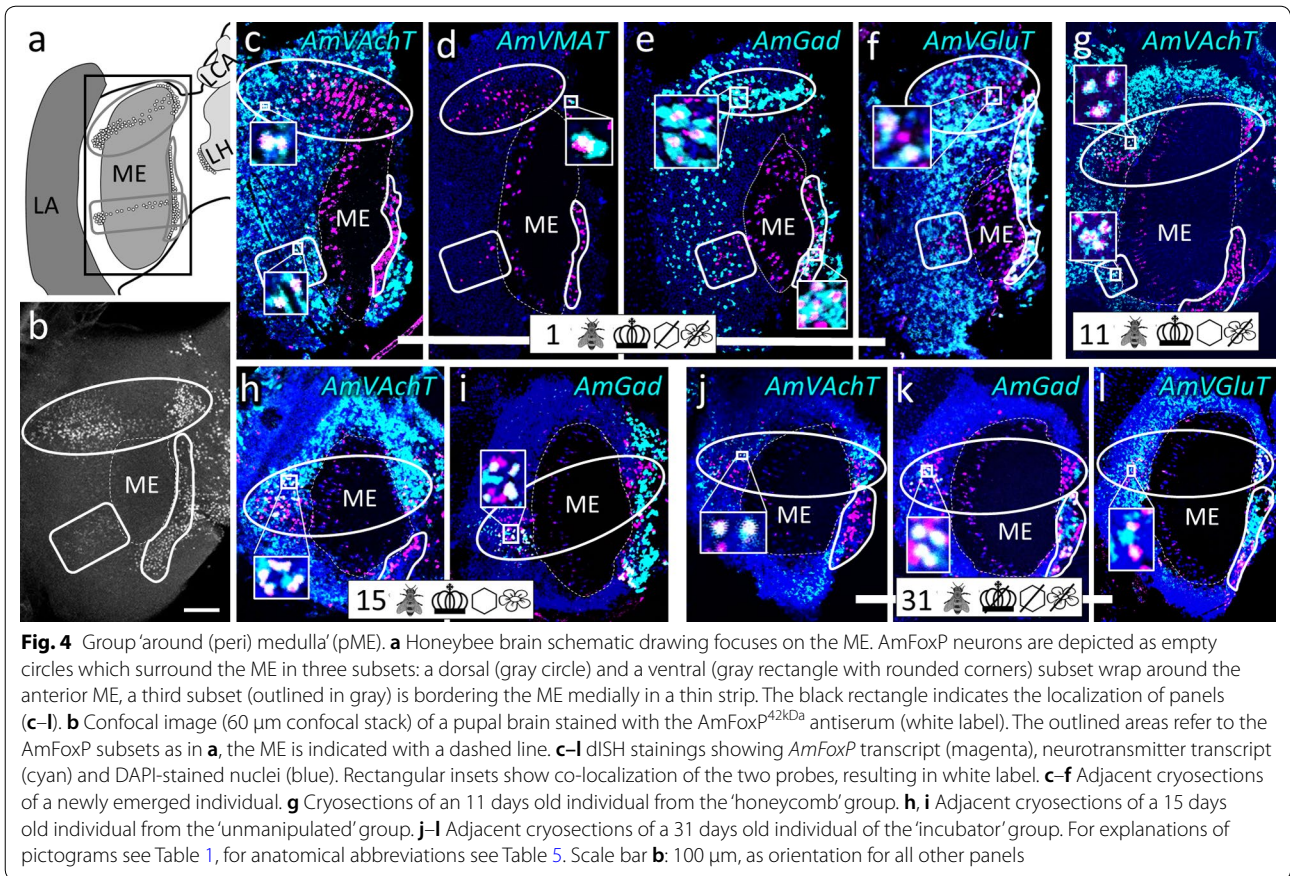 a
LA
ME
LCA
LH
b
ME
c
AmVAchT
ME
d
AmVMAT
ME
e
AmGad
ME
f
AmVGluT
ME
1
g
AmVAchT
ME
11
h
AmVAchT
ME
i
AmGad
ME
15
j
AmVAchT
ME
k
AmGad
ME
l
AmVGluT
ME
31
Fig. 4 Group ‘around (peri) medulla’ (pME). a Honeybee brain schematic drawing focuses on the ME. AmFoxP neurons are depicted as empty
circles which surround the ME in three subsets: a dorsal (gray circle) and a ventral (gray rectangle with rounded corners) subset wrap around the
anterior ME, a third subset (outlined in gray) is bordering the ME medially in a thin strip. The black rectangle indicates the localization of panels
(c–l). b Confocal image (60 µm confocal stack) of a pupal brain stained with the AmFoxP42kDa antiserum (white label). The outlined areas refer to the
AmFoxP subsets as in a, the ME is indicated with a dashed line. c–l dISH stainings showing AmFoxP transcript (magenta), neurotransmitter transcript
(cyan) and DAPI-stained nuclei (blue). Rectangular insets show co-localization of the two probes, resulting in white label. c–f Adjacent cryosections
of a newly emerged individual. g Cryosections of an 11 days old individual from the ‘honeycomb’ group. h, i Adjacent cryosections of a 15 days
old individual from the ‘unmanipulated’ group. j–l Adjacent cryosections of a 31 days old individual of the ‘incubator’ group. For explanations of
pictograms see Table 1, for anatomical abbreviations see Table 5. Scale bar b: 100 µm, as orientation for all other panels